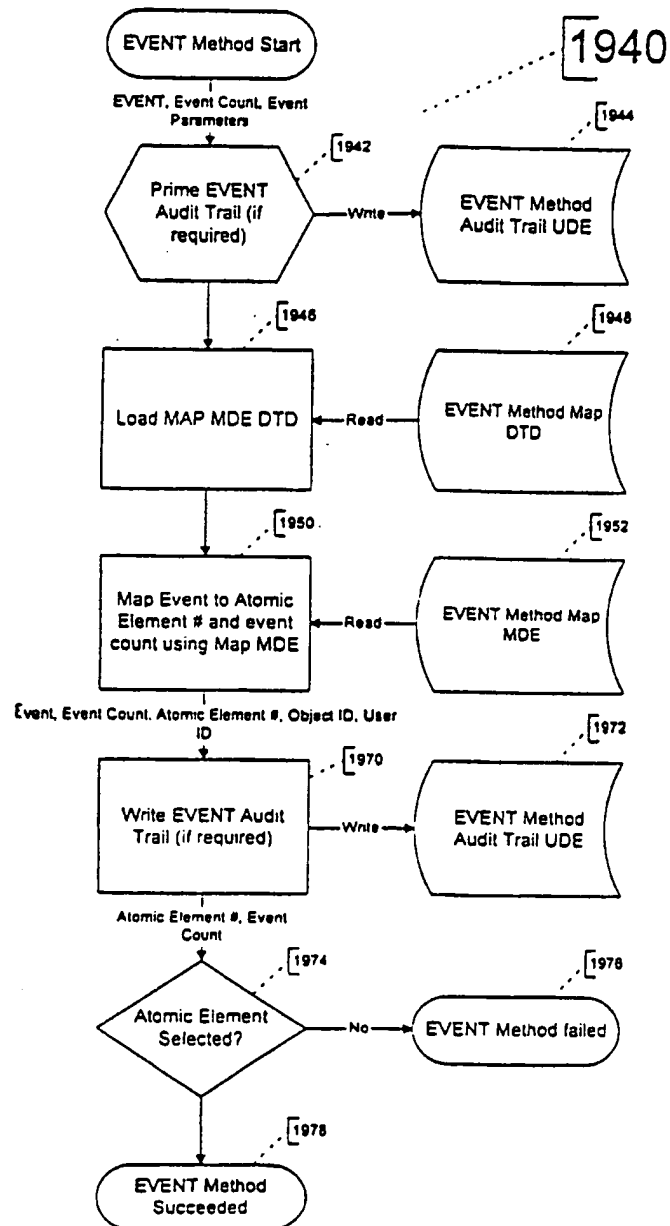 EVENT Method Start
1940
EVENT, Event Count, Event
Parameters
1942
1944
Prime EVENT
Audit Trail (if
required)
Write
EVENT Method
Audit Trail UDE
1946
1948
Load MAP MDE DTD
Read
EVENT Method Map
DTD
1950
1952
Map Event to Atomic
Element # and event
count using Map MDE
Read
EVENT Method Map
MDE
Event, Event Count, Atomic Element #, Object ID, User
ID
1970
1972
Write EVENT Audit
Trail (if required)
Write
EVENT Method
Audit Trail UDE
Atomic Element #, Event
Count
1974
1976
Atomic Element
Selected?
No
EVENT Method failed
1978
EVENT Method
Succeeded